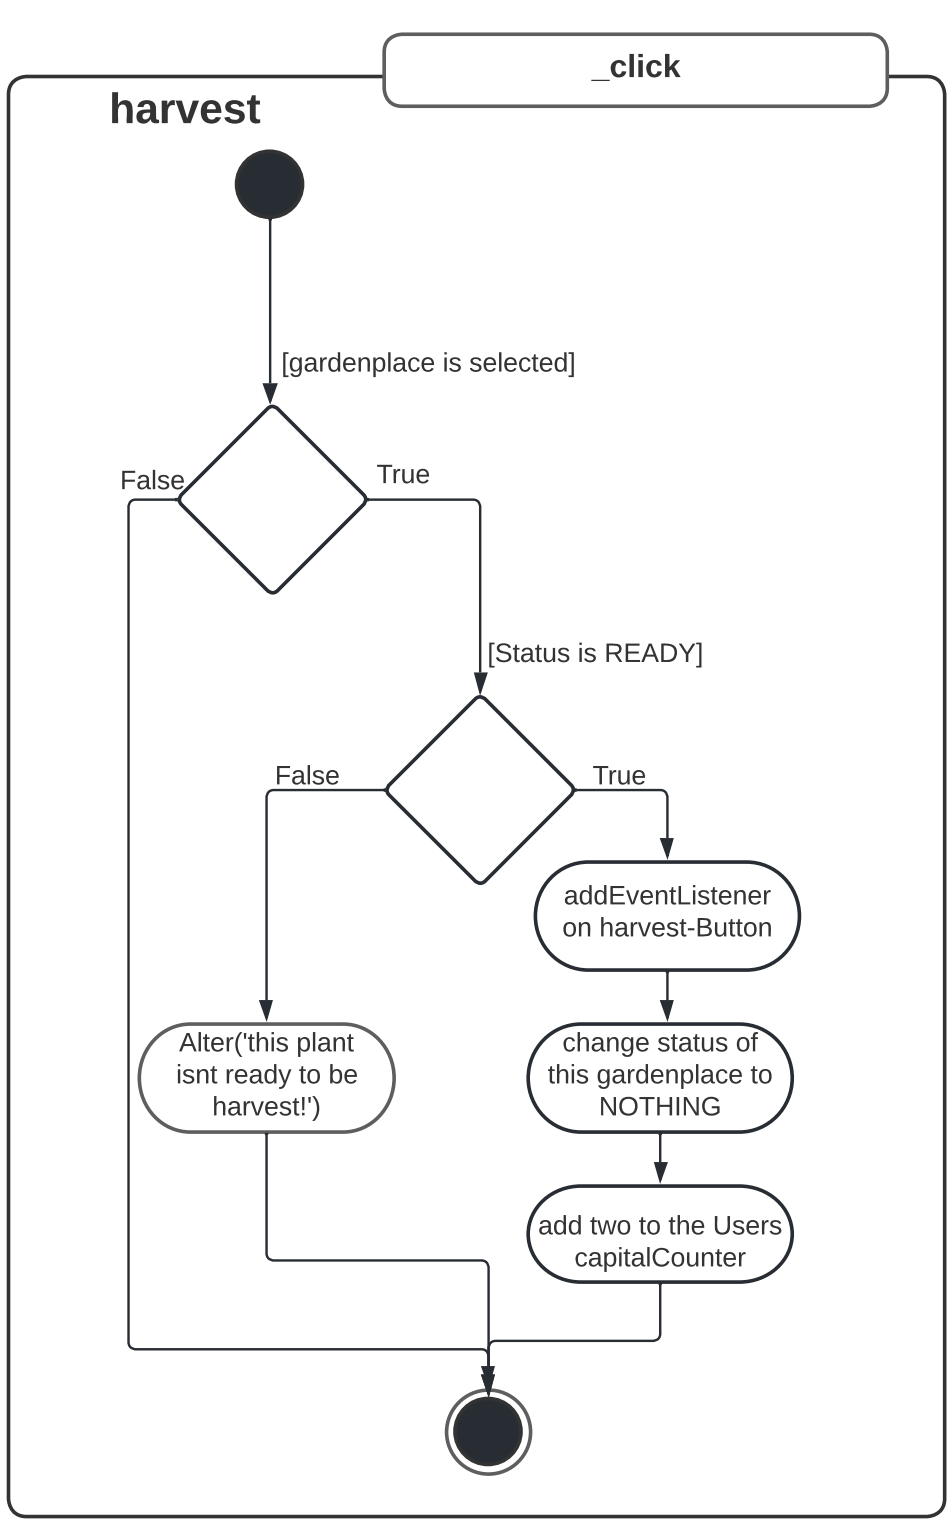 _click
harvest
[gardenplace is selected]
False
True
[Status is READY]
False
True
addEventListener
on harvest-Button
Alter('this plant
isnt ready to be
harvest!')
change status of
this gardenplace to
NOTHING
add two to the Users
capitalCounter